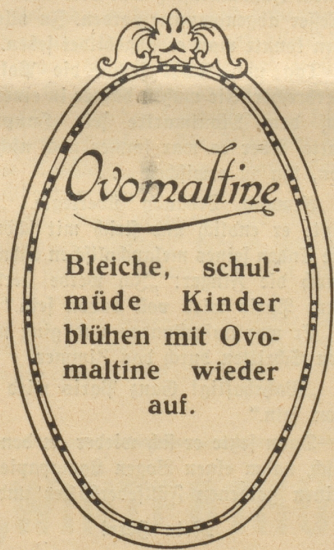 Ovomaltine
Bleiche, schul-
müde Kinder
blühen mit Ovo-
maltine wieder
auf.